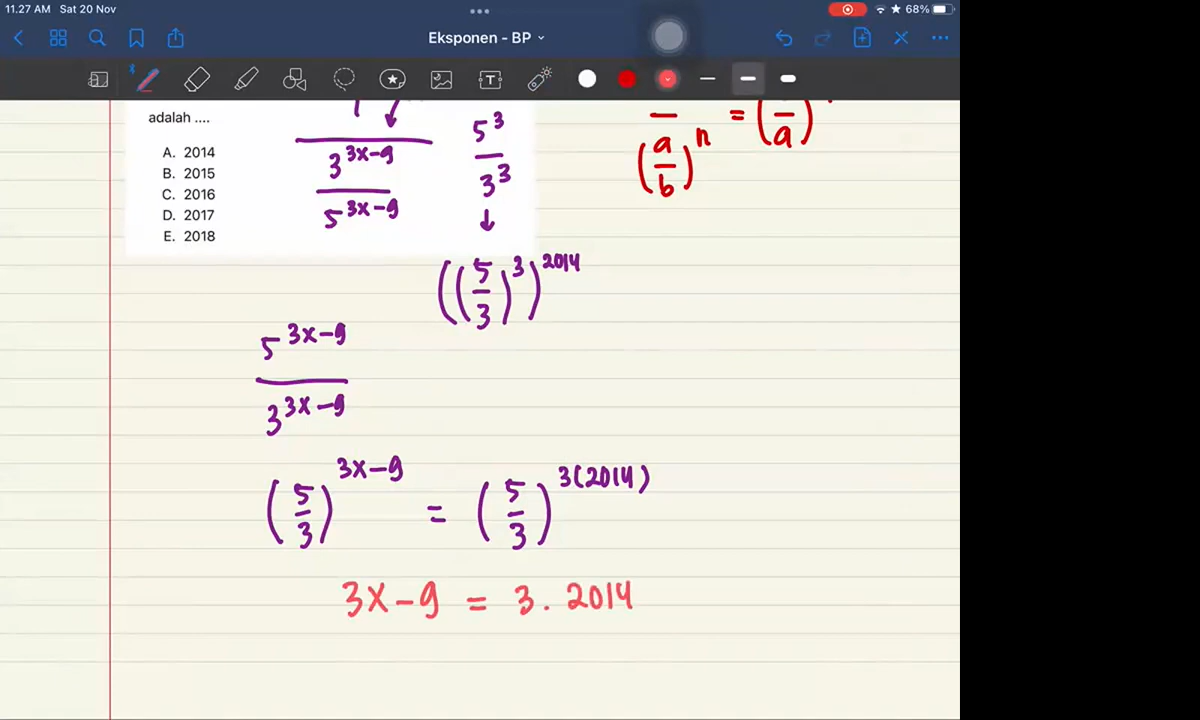 11.27 AM Sat 20 Nov 68%
Eksponen - BP
T
adalah ....
A. 2014
B. 2015
C. 2016
D. 2017
E. 2018
1
3^(3x-9)
5^(3x-9)
5^3
3^3
= ( /a)
(a/b)^n
((5/3)^3)^2014
5^(3x-9)
3^(3x-9)
(5/3)^(3x-9) = (5/3)^(3(2014))
3x-9 = 3 . 2014